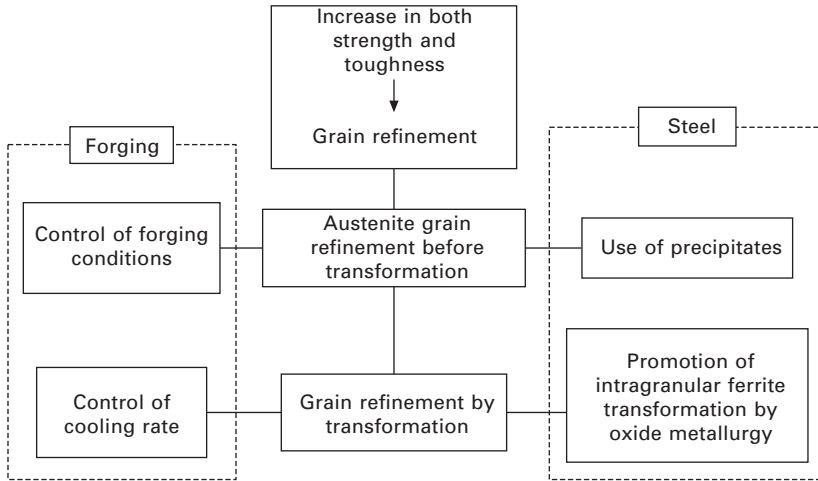 Increase in both
strength and
toughness
Grain refinement
Forging
Steel
Control of forging
conditions
Austenite grain
refinement before
transformation
Use of precipitates
Control of
cooling rate
Grain refinement by
transformation
Promotion of
intragranular ferrite
transformation by
oxide metallurgy